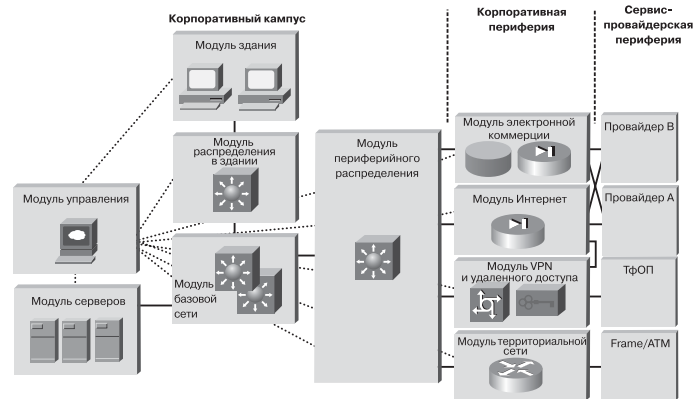 Корпоративный кампус
Корпоративная
периферия
Сервис-
провайдерская
периферия
Модуль здания
Модуль
распределения
в здании
Модуль управления
Модуль серверов
Модуль
базовой
сети
Модуль
периферийного
распределения
Модуль электронной
коммерции
Модуль Интернет
Модуль VPN
и удаленного доступа
Модуль территориальной
сети
Провайдер B
Провайдер A
ТфОП
Frame/ATM